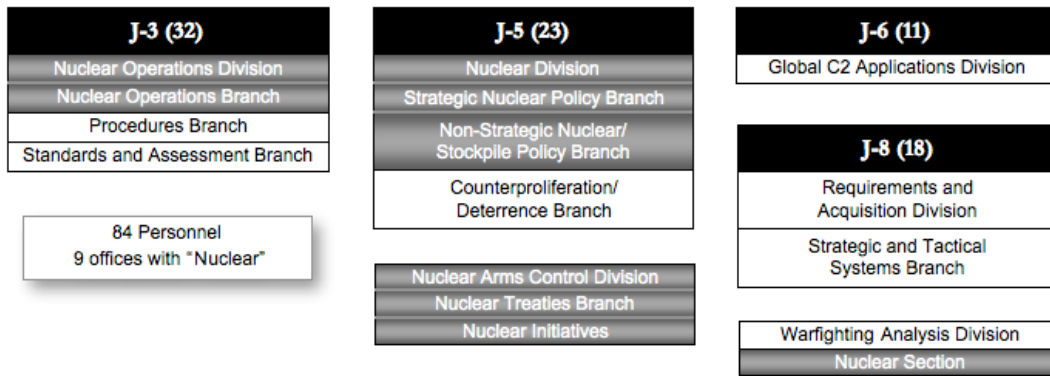 J-3 (32)
Nuclear Operations Division
Nuclear Operations Branch
Procedures Branch
Standards and Assessment Branch
84 Personnel
9 offices with “Nuclear”
J-5 (23)
Nuclear Division
Strategic Nuclear Policy Branch
Non-Strategic Nuclear/
Stockpile Policy Branch
Counterproliferation/
Deterrence Branch
Nuclear Arms Control Division
Nuclear Treaties Branch
Nuclear Initiatives
J-6 (11)
Global C2 Applications Division
J-8 (18)
Requirements and
Acquisition Division
Strategic and Tactical
Systems Branch
Warfighting Analysis Division
Nuclear Section